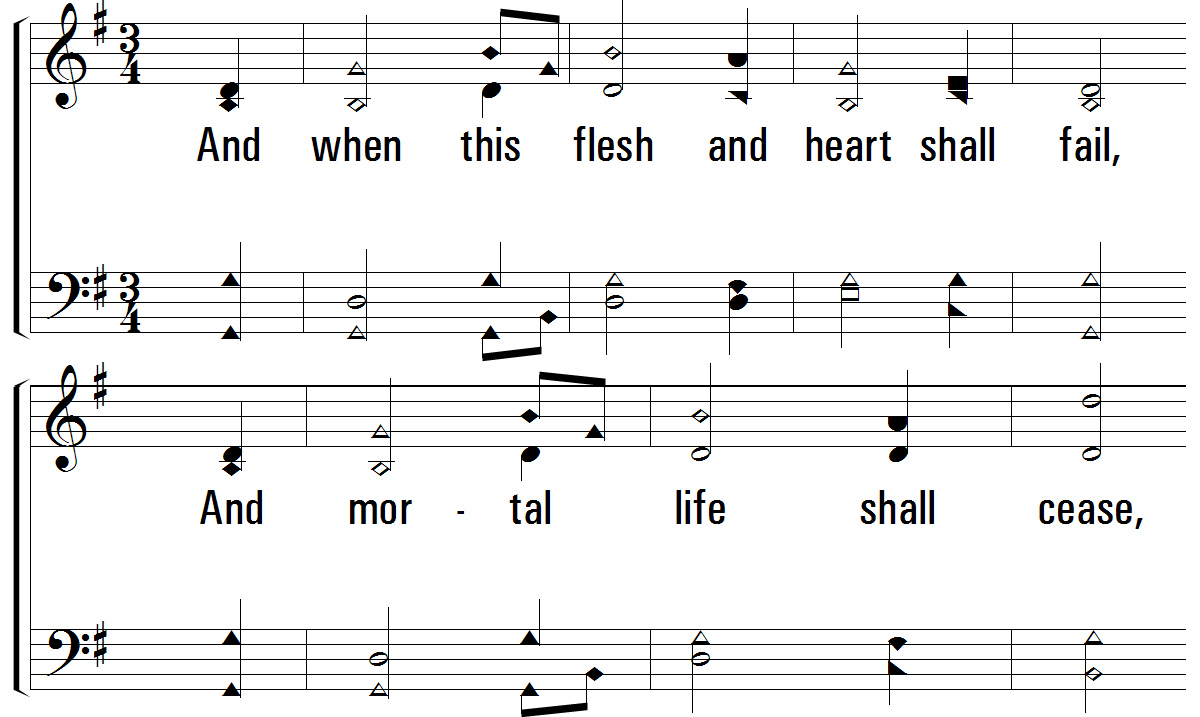 And when this flesh and heart shall fail,
And mor - tal life shall cease,